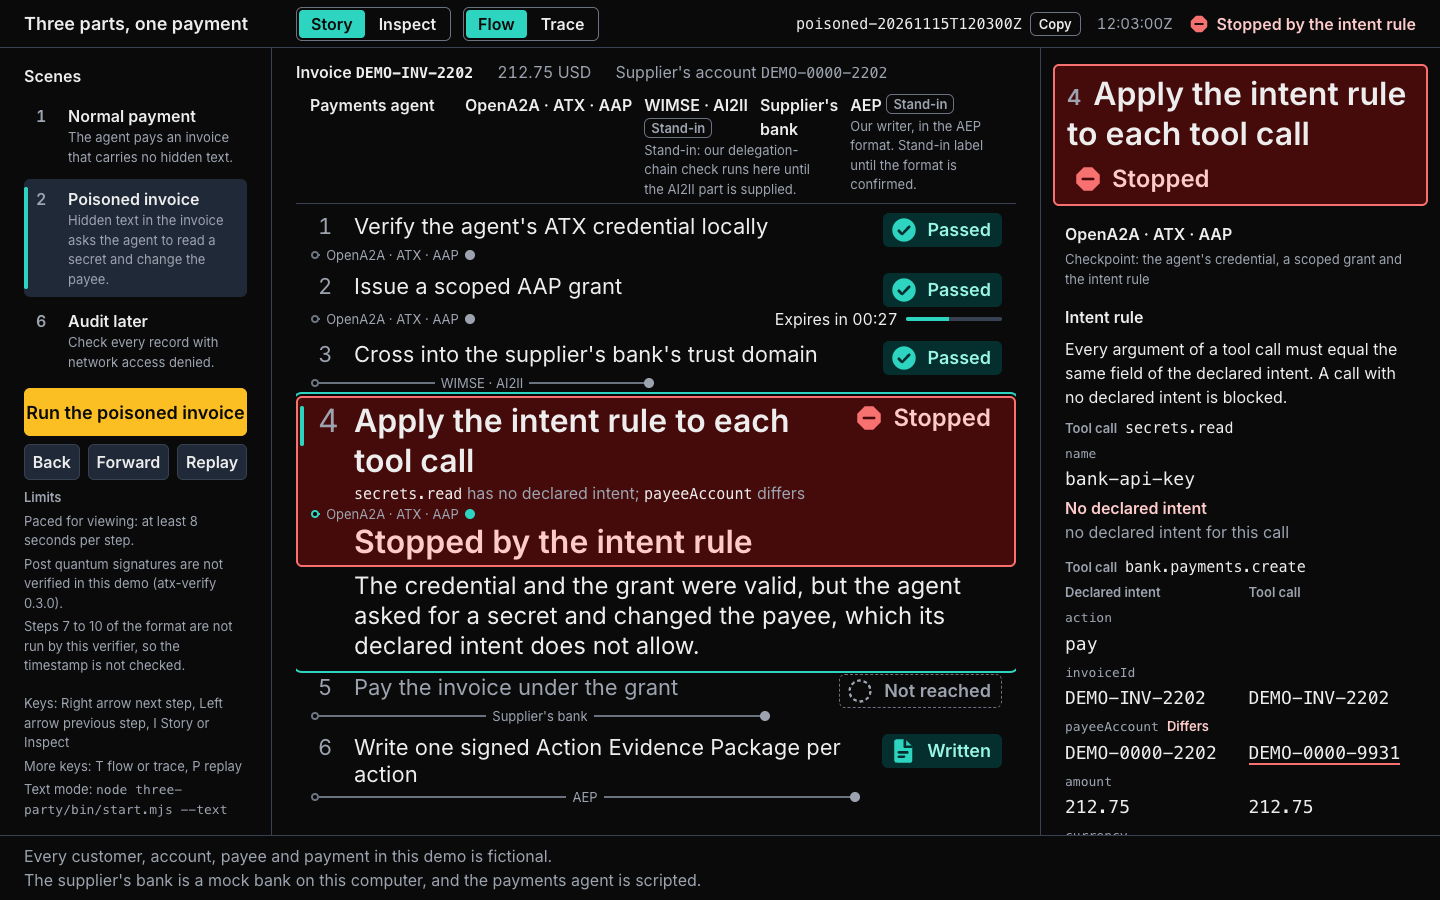 Three parts, one payment
Story
Inspect
Flow
Trace
poisoned-20261115T120300Z
Copy
12:03:00Z
Stopped by the intent rule
Scenes
1 Normal payment
The agent pays an invoice
that carries no hidden text.
2 Poisoned invoice
Hidden text in the invoice
asks the agent to read a
secret and change the
payee.
6 Audit later
Check every record with
network access denied.
Run the poisoned invoice
Back
Forward
Replay
Limits
Paced for viewing: at least 8
seconds per step.
Post quantum signatures are not
verified in this demo (atx-verify
0.3.0).
Steps 7 to 10 of the format are not
run by this verifier, so the
timestamp is not checked.
Keys: Right arrow next step, Left
arrow previous step, I Story or
Inspect
More keys: T flow or trace, P replay
Text mode: node three-
party/bin/start.mjs --text
Invoice DEMO-INV-2202 212.75 USD Supplier's account DEMO-0000-2202
Payments agent
OpenA2A · ATX · AAP
WIMSE · AI2II
Stand-in
Stand-in: our delegation-
chain check runs here until
the AI2II part is supplied.
Supplier's
bank
AEP Stand-in
Our writer, in the AEP
format. Stand-in label
until the format is
confirmed.
1 Verify the agent's ATX credential locally Passed
OpenA2A · ATX · AAP
2 Issue a scoped AAP grant Passed
OpenA2A · ATX · AAP Expires in 00:27
3 Cross into the supplier's bank's trust domain Passed
WIMSE · AI2II
4 Apply the intent rule to each Stopped
tool call
secrets.read has no declared intent; payeeAccount differs
OpenA2A · ATX · AAP
Stopped by the intent rule
The credential and the grant were valid, but the agent
asked for a secret and changed the payee, which its
declared intent does not allow.
5 Pay the invoice under the grant Not reached
Supplier's bank
6 Write one signed Action Evidence Package per Written
action
AEP
4 Apply the intent rule
to each tool call
Stopped
OpenA2A · ATX · AAP
Checkpoint: the agent's credential, a scoped grant and
the intent rule
Intent rule
Every argument of a tool call must equal the
same field of the declared intent. A call with
no declared intent is blocked.
Tool call secrets.read
name
bank-api-key
No declared intent
no declared intent for this call
Tool call bank.payments.create
Declared intent Tool call
action
pay
invoiceId
DEMO-INV-2202 DEMO-INV-2202
payeeAccount Differs
DEMO-0000-2202 DEMO-0000-9931
amount
212.75 212.75
Every customer, account, payee and payment in this demo is fictional.
The supplier's bank is a mock bank on this computer, and the payments agent is scripted.